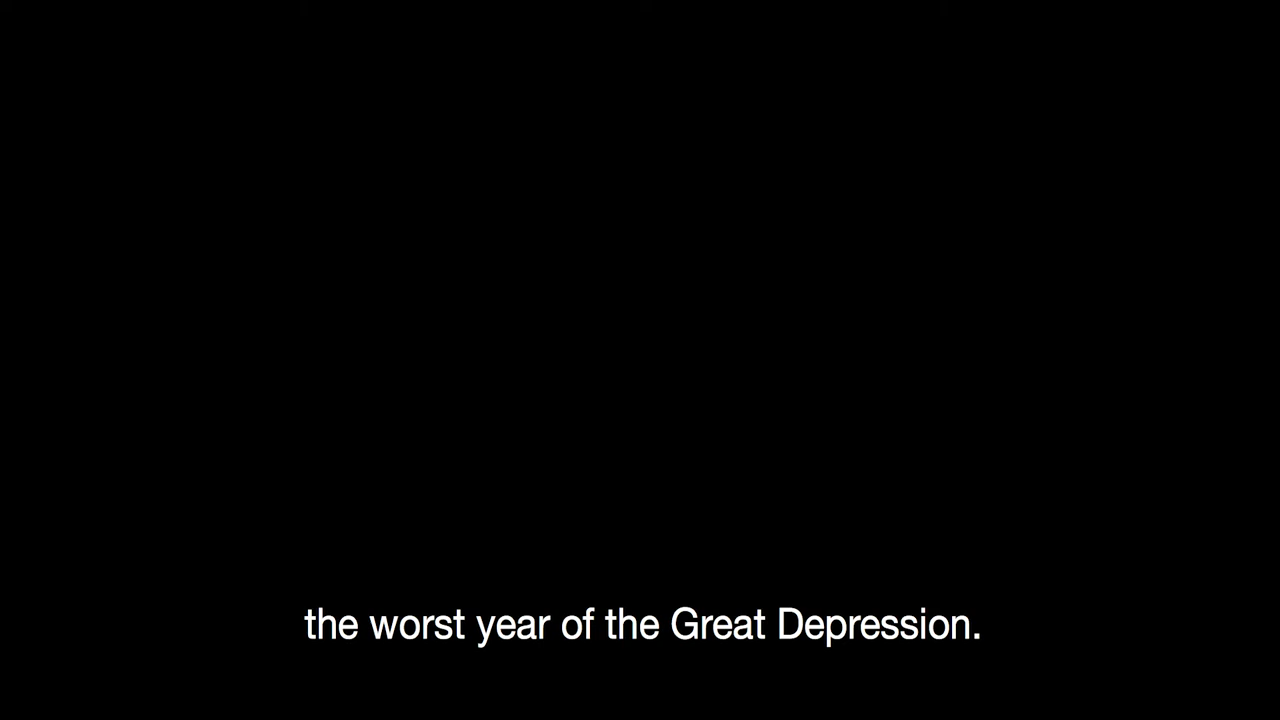 the worst year of the Great Depression.